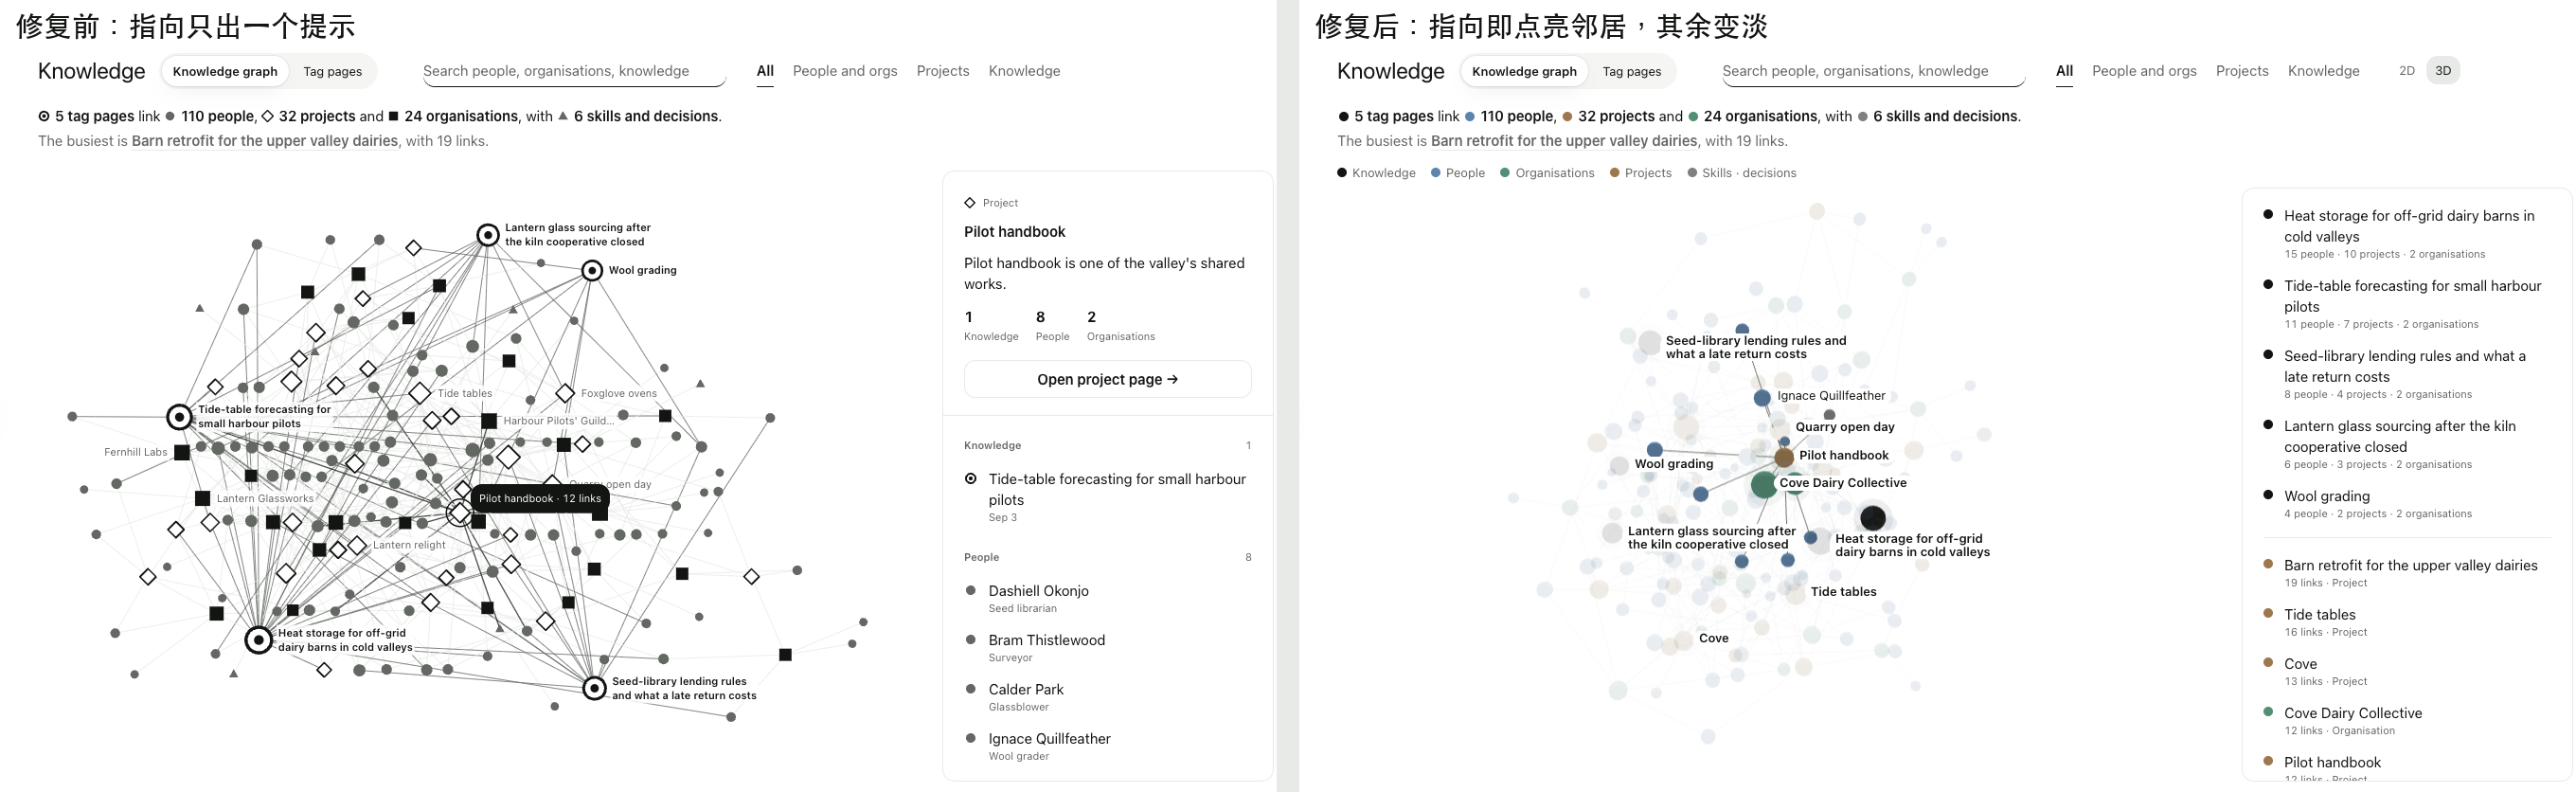 修复前：指向只出一个提示
Knowledge
Knowledge graph
Tag pages
Search people, organisations, knowledge
All
People and orgs
Projects
Knowledge
5 tag pages link 110 people, 32 projects and 24 organisations, with 6 skills and decisions.
The busiest is Barn retrofit for the upper valley dairies, with 19 links.
Lantern glass sourcing after
the kiln cooperative closed
Wool grading
Tide tables
Foxglove ovens
Tide-table forecasting for
small harbour pilots
Harbour Pilots' Guild...
Fernhill Labs
Lantern Glassworks
Quarry open day
Pilot handbook · 12 links
Lantern relight
Heat storage for off-grid
dairy barns in cold valleys
Seed-library lending rules
and what a late return costs
Project
Pilot handbook
Pilot handbook is one of the valley's shared
works.
1
Knowledge
8
People
2
Organisations
Open project page →
Knowledge
1
Tide-table forecasting for small harbour
pilots
Sep 3
People
8
Dashiell Okonjo
Seed librarian
Bram Thistlewood
Surveyor
Calder Park
Glassblower
Ignace Quillfeather
Wool grader
修复后：指向即点亮邻居，其余变淡
Knowledge
Knowledge graph
Tag pages
Search people, organisations, knowledge
All
People and orgs
Projects
Knowledge
2D
3D
5 tag pages link 110 people, 32 projects and 24 organisations, with 6 skills and decisions.
The busiest is Barn retrofit for the upper valley dairies, with 19 links.
Knowledge
People
Organisations
Projects
Skills · decisions
Seed-library lending rules and
what a late return costs
Ignace Quillfeather
Quarry open day
Pilot handbook
Wool grading
Cove Dairy Collective
Lantern glass sourcing after
the kiln cooperative closed
Heat storage for off-grid
dairy barns in cold valleys
Tide tables
Cove
Heat storage for off-grid dairy barns in
cold valleys
15 people · 10 projects · 2 organisations
Tide-table forecasting for small harbour
pilots
11 people · 7 projects · 2 organisations
Seed-library lending rules and what a
late return costs
8 people · 4 projects · 2 organisations
Lantern glass sourcing after the kiln
cooperative closed
6 people · 3 projects · 2 organisations
Wool grading
4 people · 2 projects · 2 organisations
Barn retrofit for the upper valley dairies
19 links · Project
Tide tables
16 links · Project
Cove
13 links · Project
Cove Dairy Collective
12 links · Organisation
Pilot handbook
12 links · Project